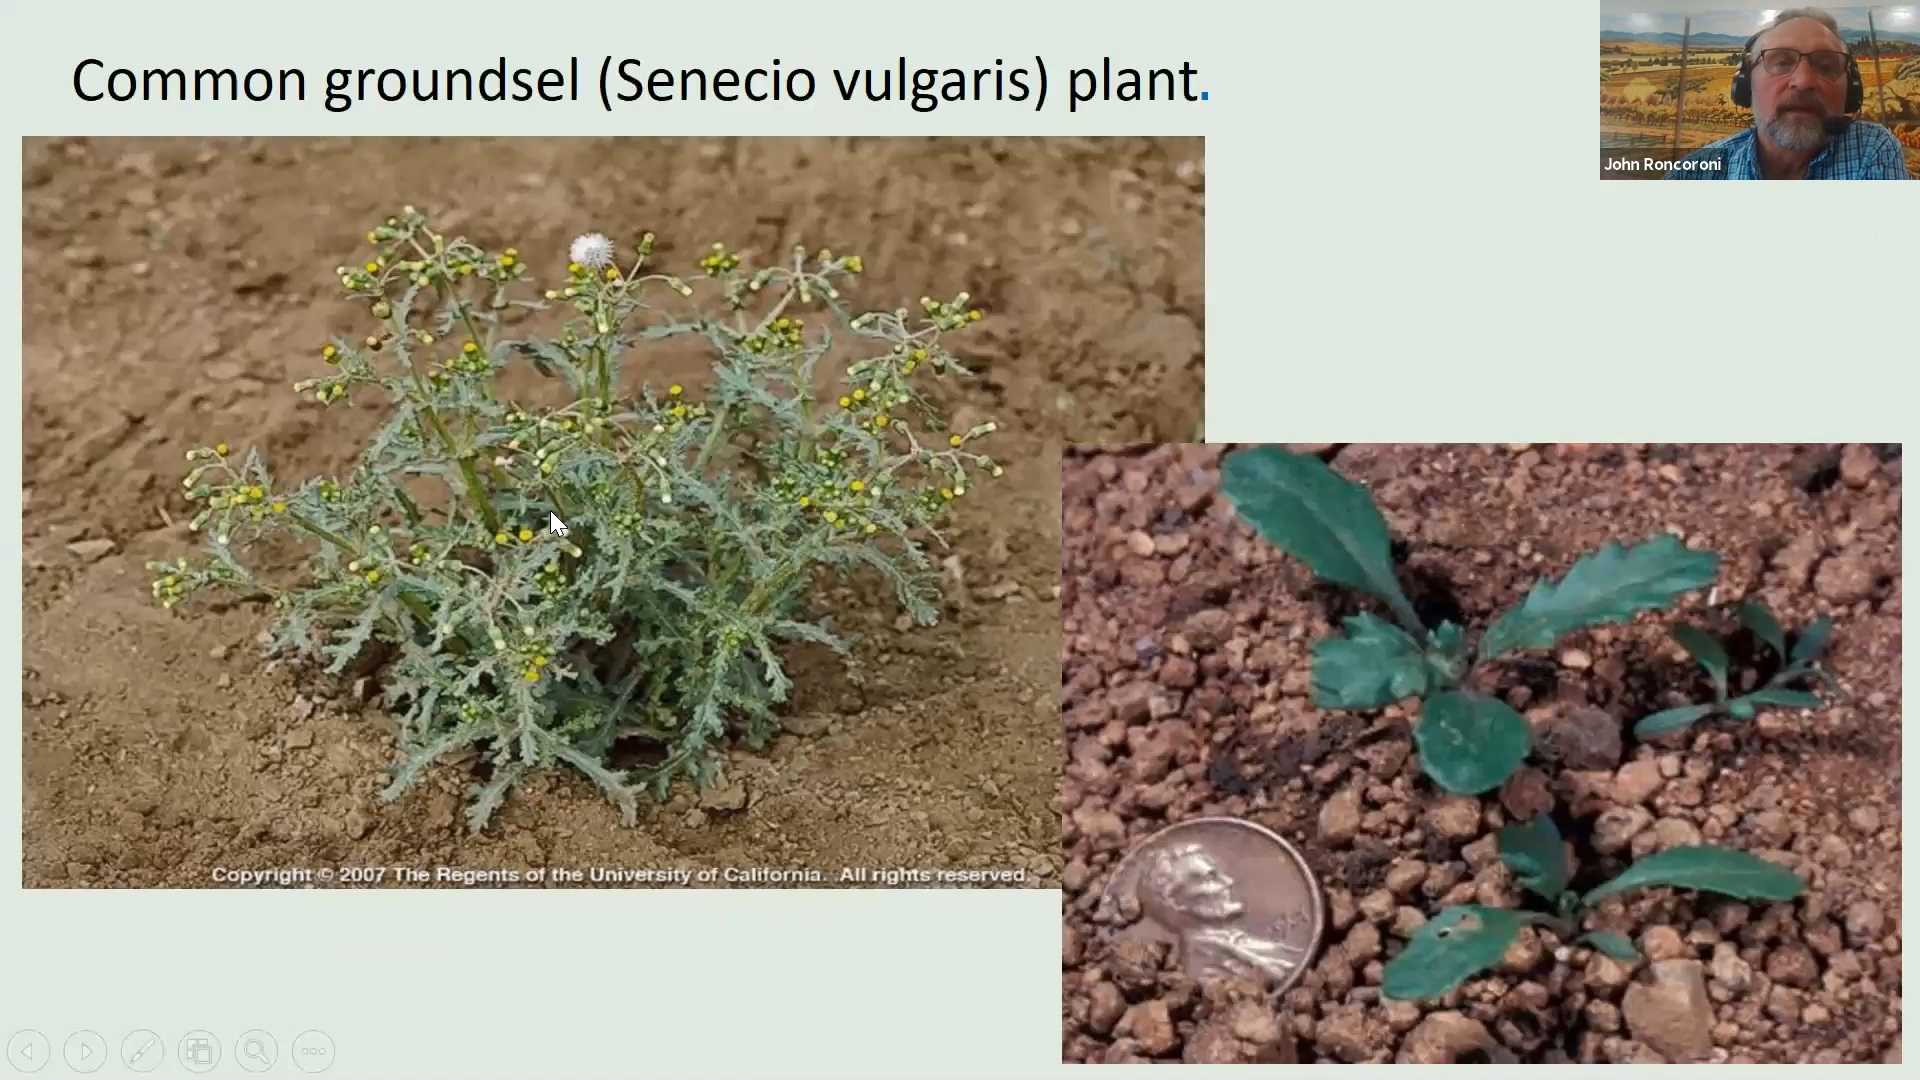 Common groundsel (Senecio vulgaris) plant.
John Roncoroni
Copyright © 2007 The Regents of the University of California. All rights reserved.